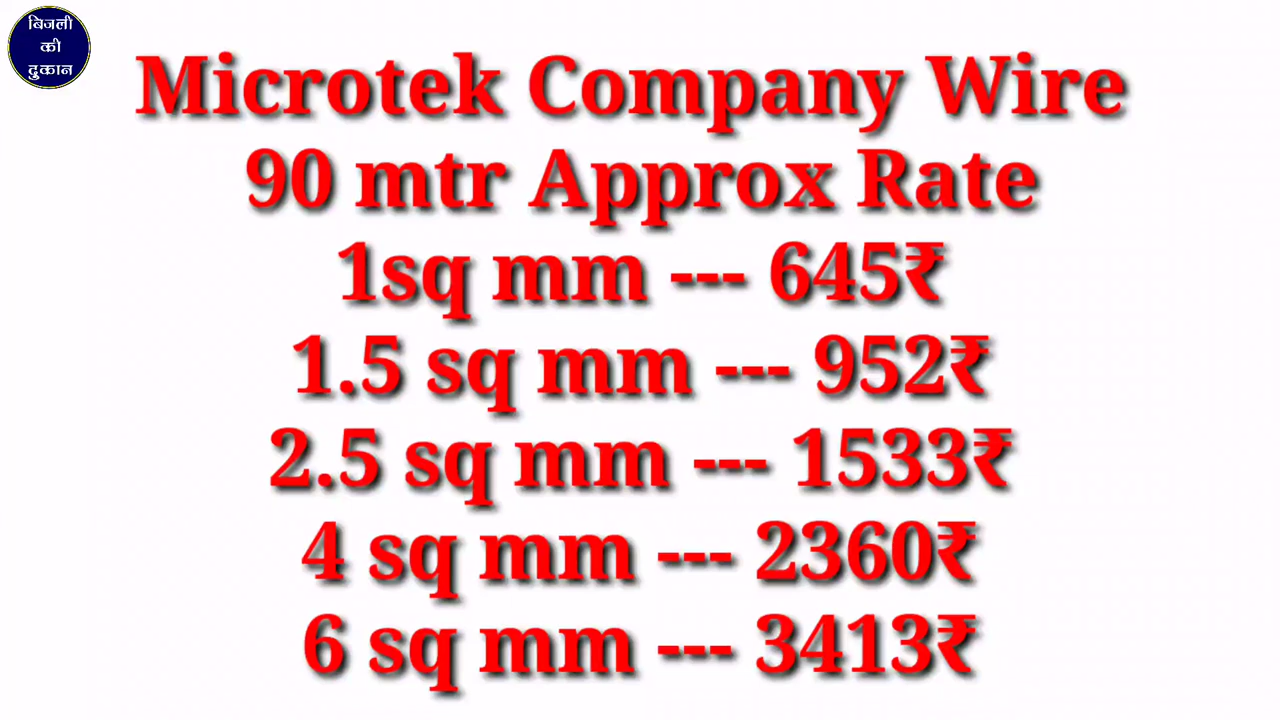 बिजली
की
दुकान
Microtek Company Wire
90 mtr Approx Rate
1sq mm --- 645₹
1.5 sq mm --- 952₹
2.5 sq mm --- 1533₹
4 sq mm --- 2360₹
6 sq mm --- 3413₹